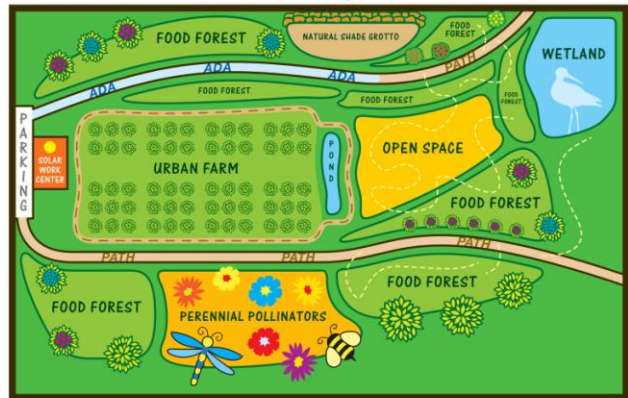 FOOD FOREST
NATURAL SHADE GROTTO
FOOD
FOREST
WETLAND
ADA
ADA
ADA
PATH
FOOD FOREST
FOOD FOREST
FOOD
FOREST
PARKING
SOLAR
WORK
CENTER
URBAN FARM
POND
OPEN SPACE
FOOD FOREST
PATH
PATH
PATH
FOOD FOREST
PERENNIAL POLLINATORS
FOOD FOREST